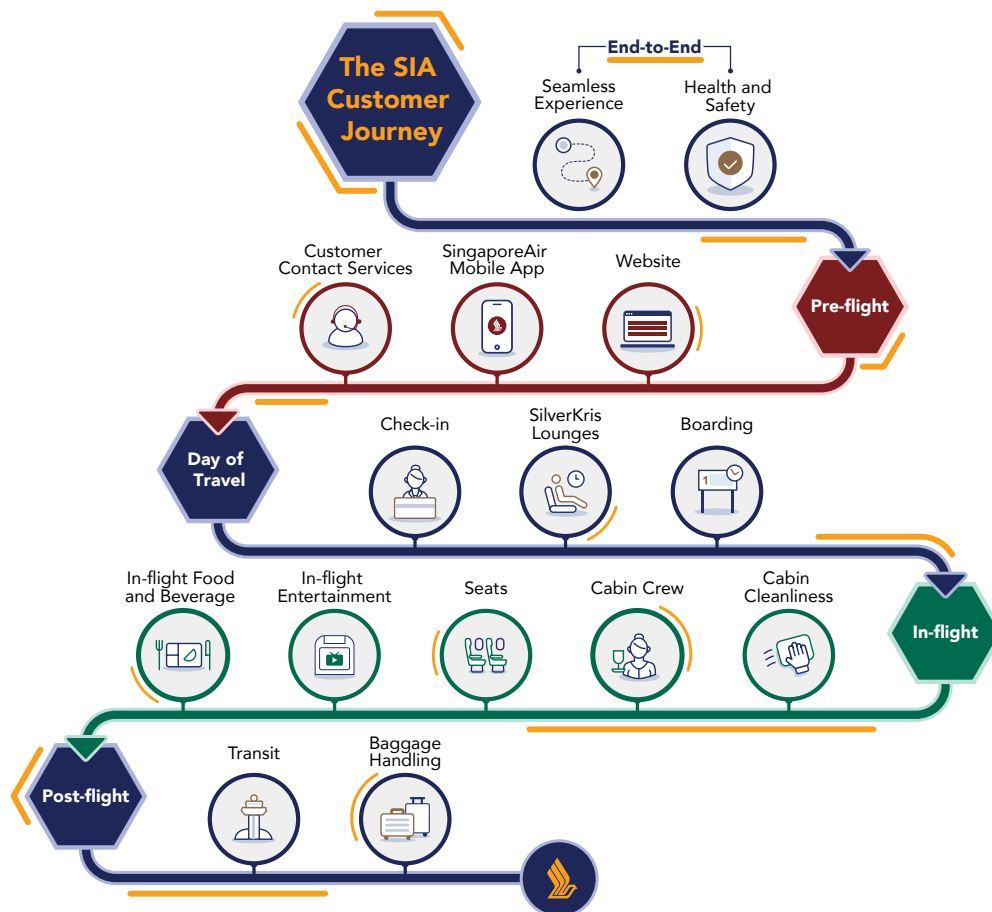 The SIA
Customer
Journey
End-to-End
Seamless
Experience
Health and
Safety
Customer
Contact Services
SingaporeAir
Mobile App
Website
Pre-flight
Day of
Travel
Check-in
SilverKris
Lounges
Boarding
1
In-flight Food
and Beverage
In-flight
Entertainment
Seats
Cabin Crew
Cabin
Cleanliness
In-flight
Post-flight
Transit
Baggage
Handling